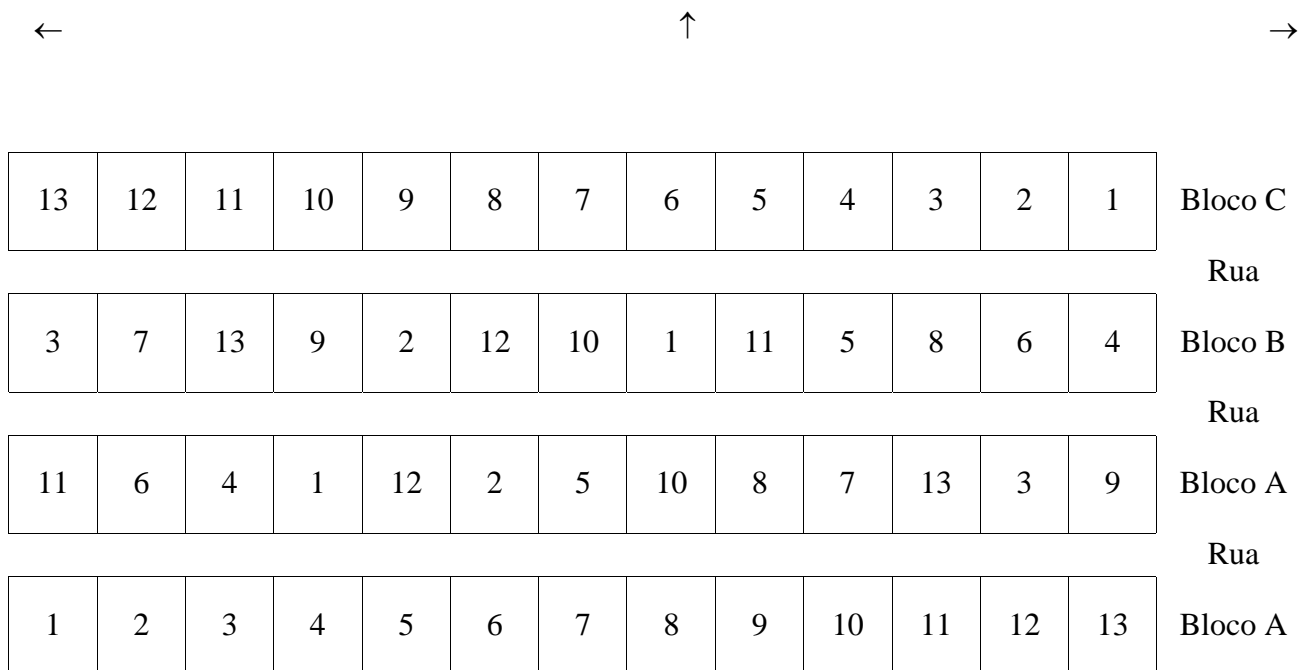 ← ↑ →
13 12 11 10 9 8 7 6 5 4 3 2 1 Bloco C
Rua
3 7 13 9 2 12 10 1 11 5 8 6 4 Bloco B
Rua
11 6 4 1 12 2 5 10 8 7 13 3 9 Bloco A
Rua
1 2 3 4 5 6 7 8 9 10 11 12 13 Bloco A